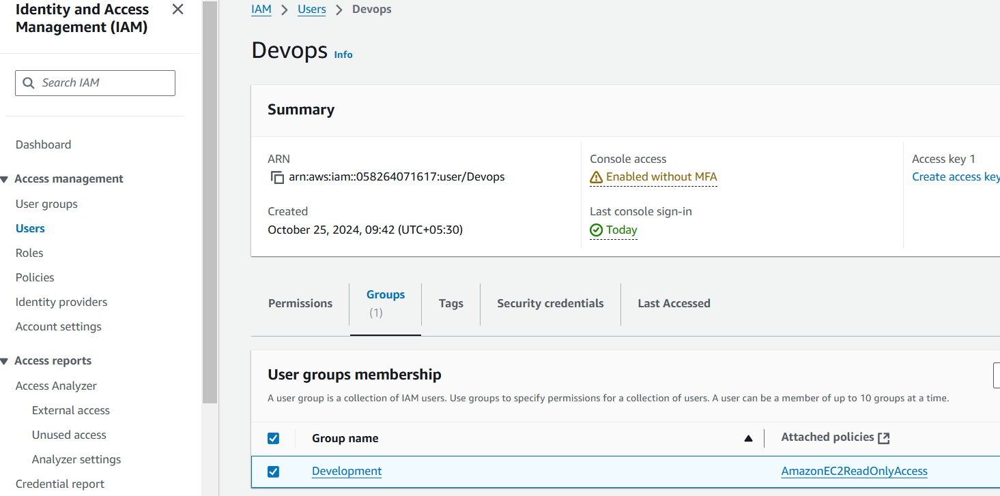 Identity and Access
Management (IAM)
Search IAM
Dashboard
Access management
User groups
Users
Roles
Policies
Identity providers
Account settings
Access reports
Access Analyzer
External access
Unused access
Analyzer settings
Credential report
IAM > Users > Devops
Devops Info
Summary
ARN
arn:aws:iam::058264071617:user/Devops
Created
October 25, 2024, 09:42 (UTC+05:30)
Console access
Enabled without MFA
Last console sign-in
Today
Access key 1
Create access key
Permissions
Groups
(1)
Tags
Security credentials
Last Accessed
User groups membership
A user group is a collection of IAM users. Use groups to specify permissions for a collection of users. A user can be a member of up to 10 groups at a time.
Group name
Attached policies
Development
AmazonEC2ReadOnlyAccess